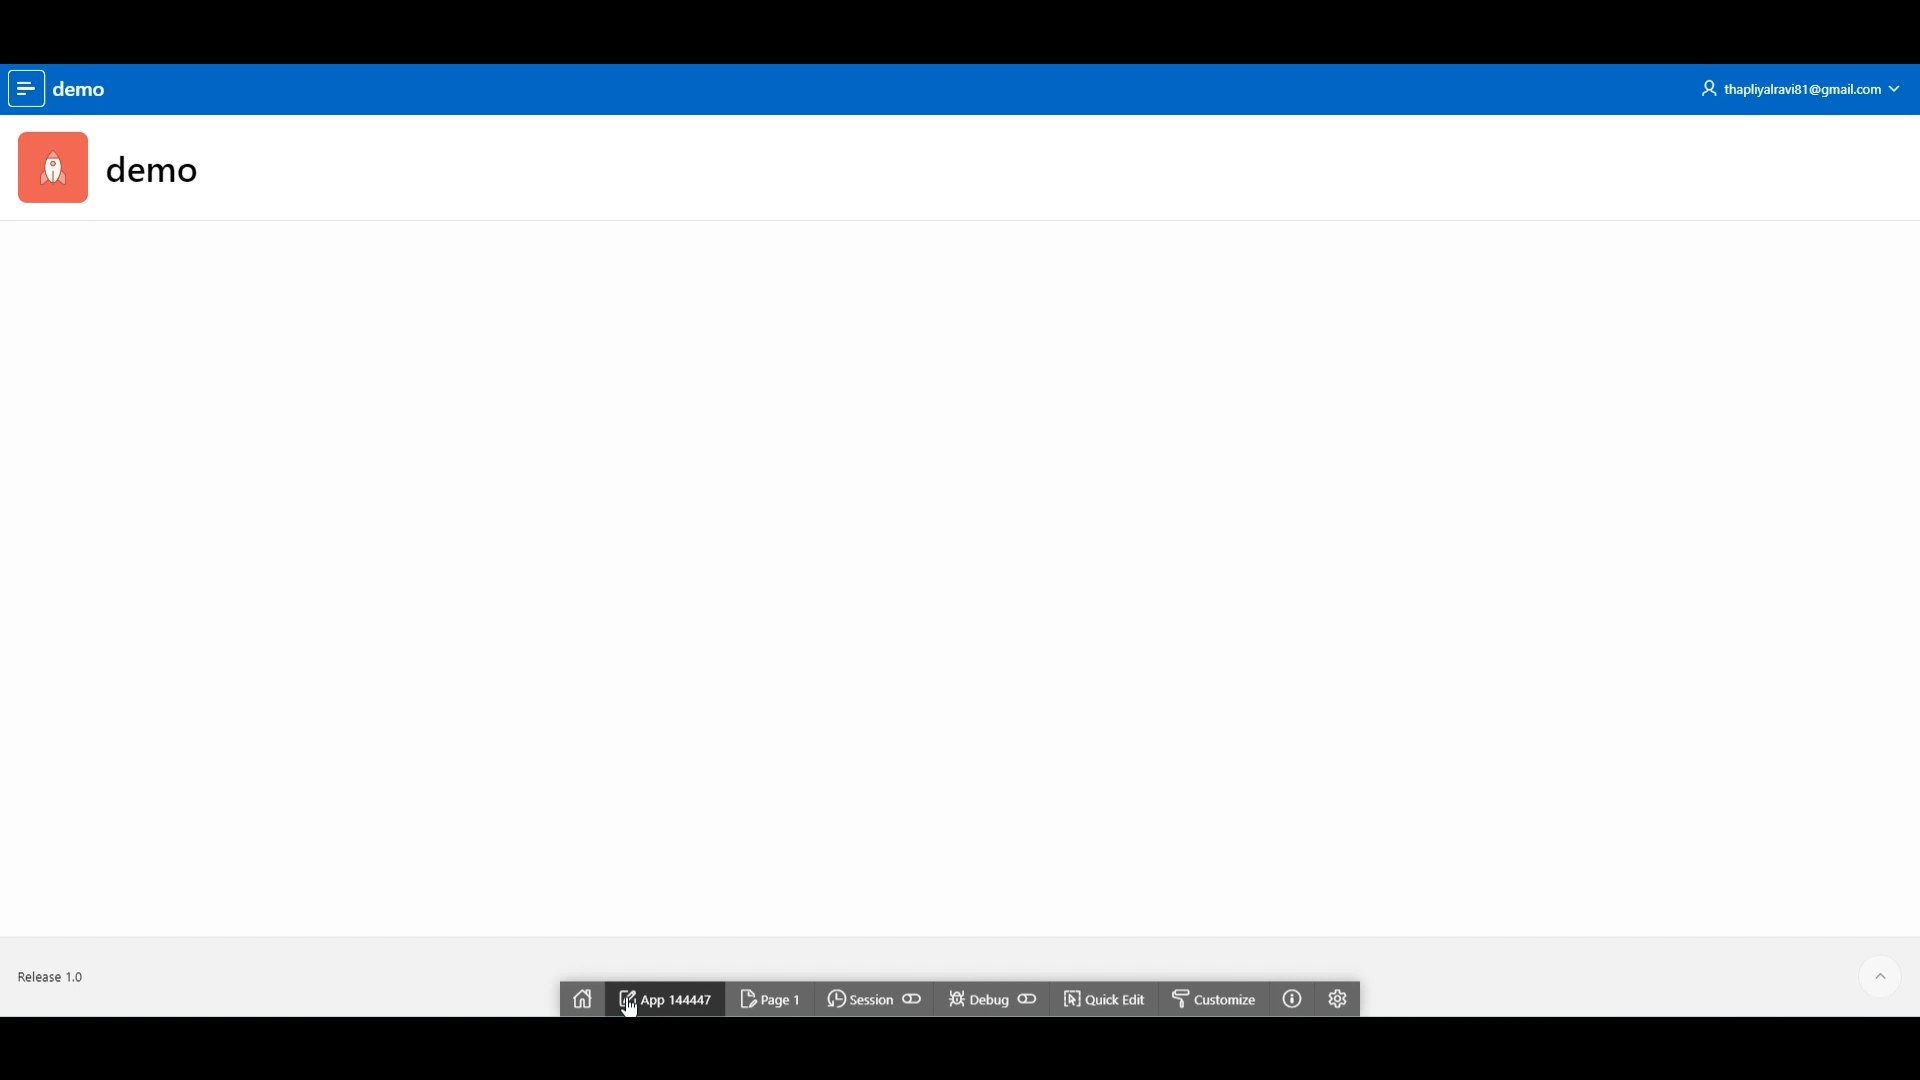 demo
thapliyalravi81@gmail.com
demo
Release 1.0
App 144447
Page 1
Session
Debug
Quick Edit
Customize